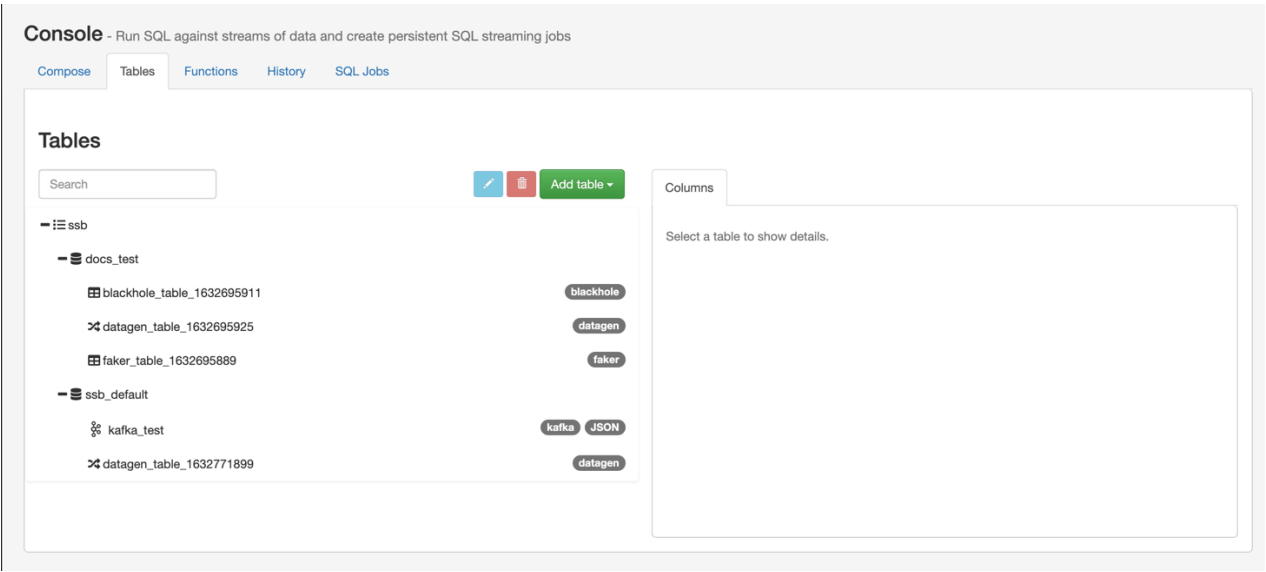 Console - Run SQL against streams of data and create persistent SQL streaming jobs
Compose Tables Functions History SQL Jobs
Tables
Search Add table
Columns
ssb
Select a table to show details.
docs_test
blackhole_table_1632695911 blackhole
datagen_table_1632695925 datagen
faker_table_1632695889 faker
ssb_default
kafka_test kafka JSON
datagen_table_1632771899 datagen